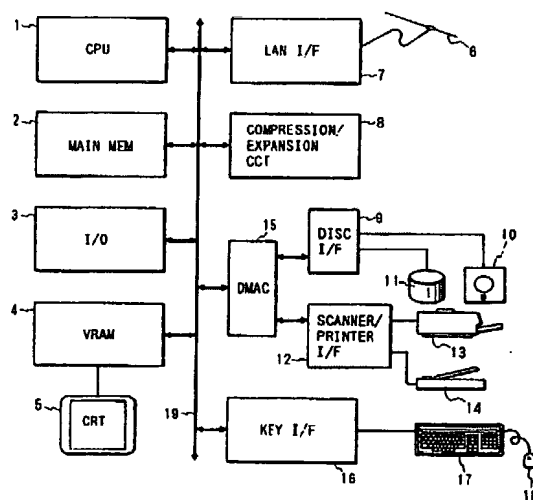 1
CPU
LAN I/F
6
7
2
MAIN MEM
COMPRESSION/
EXPANSION
CCT
8
3
I/O
15
DMAC
DISC
I/F
9
10
11
4
VRAM
SCANNER/
PRINTER
I/F
12
13
14
5
CRT
19
KEY I/F
16
17
18